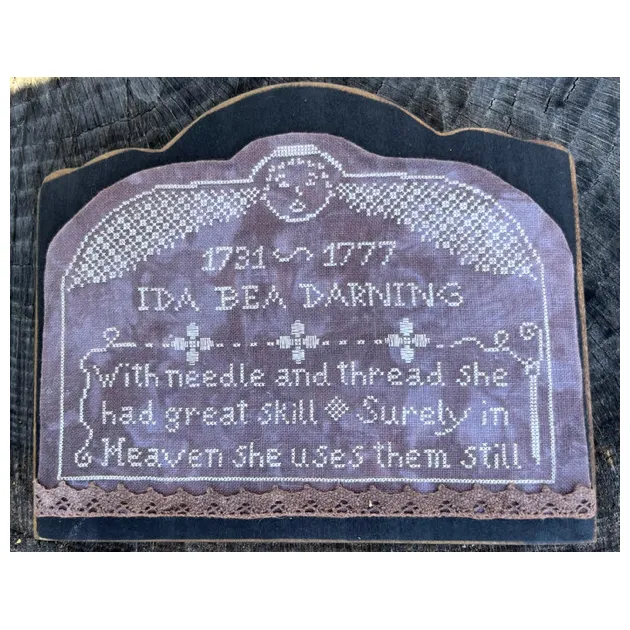 1731 ~ 1777
IDA BEA DARNING
With needle and thread she
had great skill Surely in
Heaven she uses them still